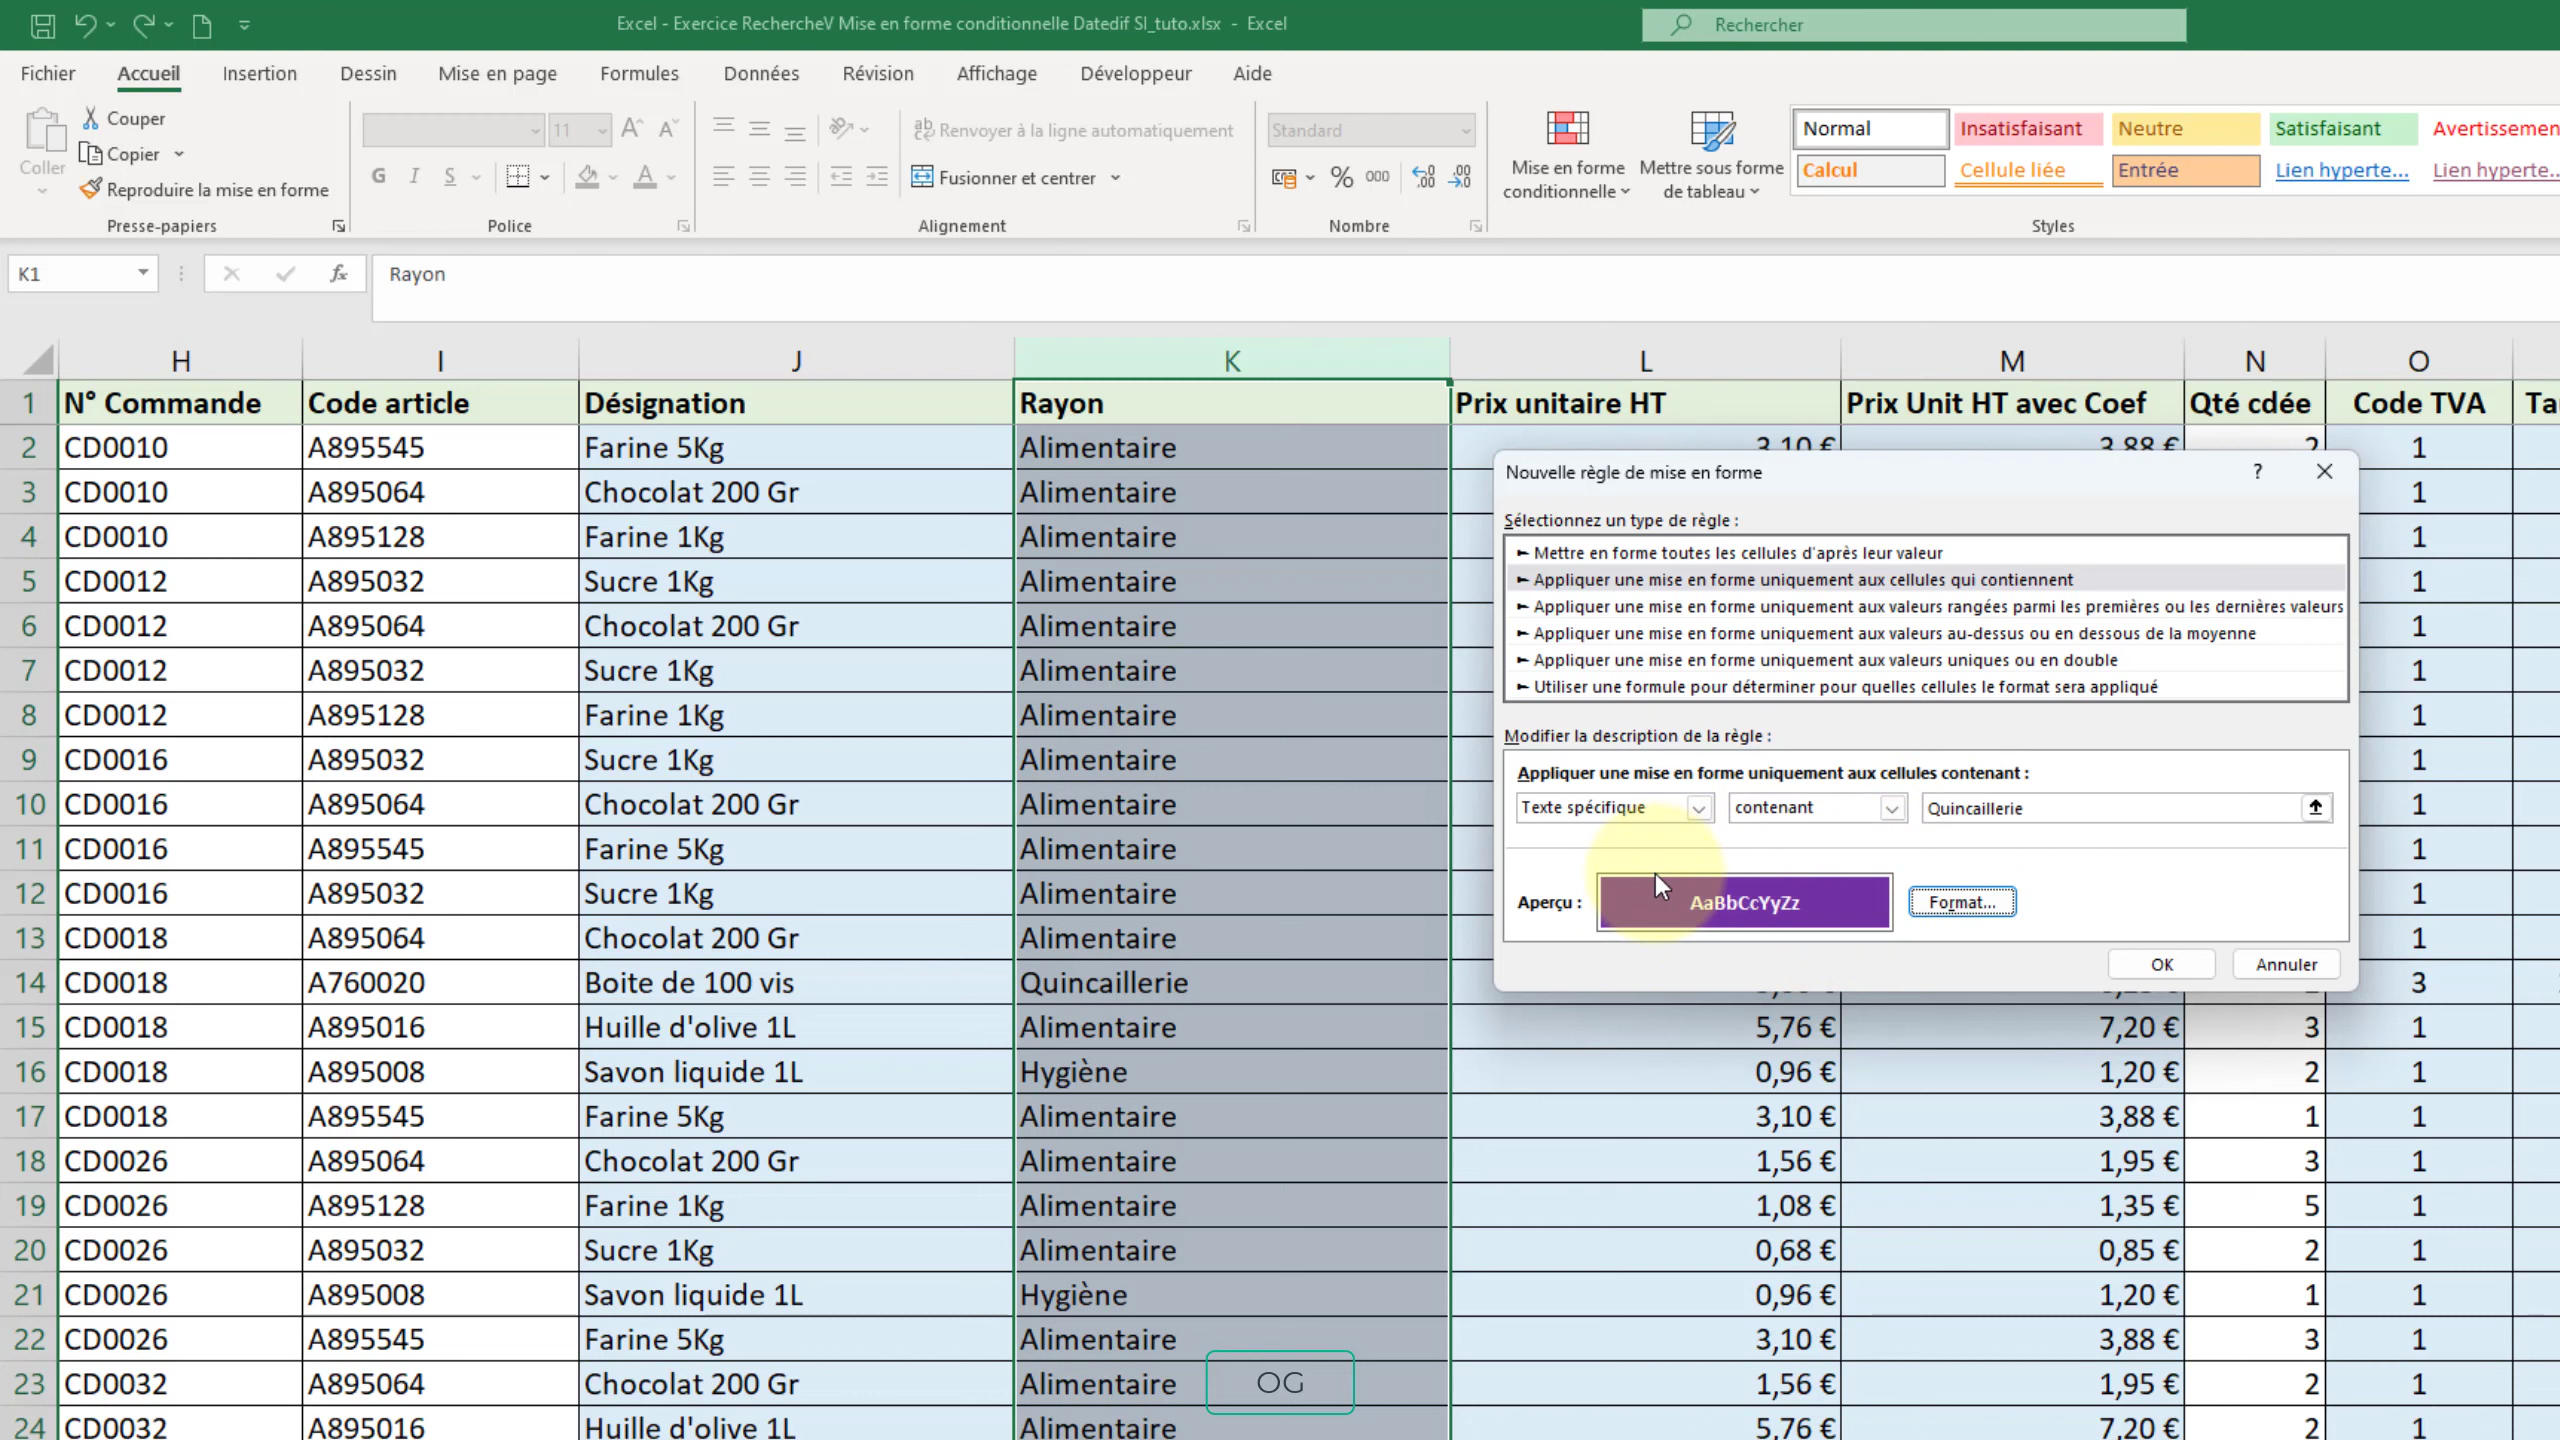 Excel - Exercice RechercheV Mise en forme conditionnelle Datedif SI_tuto.xlsx - Excel
Rechercher
Fichier Accueil Insertion Dessin Mise en page Formules Données Révision Affichage Développeur Aide
Coller
Couper
Copier
Reproduire la mise en forme
Presse-papiers
11
G I S
Police
Renvoyer à la ligne automatiquement
Fusionner et centrer
Alignement
Standard
% 000
Nombre
Mise en forme conditionnelle
Mettre sous forme de tableau
Normal Insatisfaisant Neutre Satisfaisant Avertissemen
Calcul Cellule liée Entrée Lien hyperte... Lien hyperte...
Styles
K1 fx Rayon
H I J K L M N O
1 N° Commande Code article Désignation Rayon Prix unitaire HT Prix Unit HT avec Coef Qté cdée Code TVA Ta
2 CD0010 A895545 Farine 5Kg Alimentaire 3,10 € 3,88 € 2 1
3 CD0010 A895064 Chocolat 200 Gr Alimentaire 1
4 CD0010 A895128 Farine 1Kg Alimentaire 1
5 CD0012 A895032 Sucre 1Kg Alimentaire 1
6 CD0012 A895064 Chocolat 200 Gr Alimentaire 1
7 CD0012 A895032 Sucre 1Kg Alimentaire 1
8 CD0012 A895128 Farine 1Kg Alimentaire 1
9 CD0016 A895032 Sucre 1Kg Alimentaire 1
10 CD0016 A895064 Chocolat 200 Gr Alimentaire 1
11 CD0016 A895545 Farine 5Kg Alimentaire 1
12 CD0016 A895032 Sucre 1Kg Alimentaire 1
13 CD0018 A895064 Chocolat 200 Gr Alimentaire 1
14 CD0018 A760020 Boite de 100 vis Quincaillerie 3
15 CD0018 A895016 Huille d'olive 1L Alimentaire 5,76 € 7,20 € 3 1
16 CD0018 A895008 Savon liquide 1L Hygiène 0,96 € 1,20 € 2 1
17 CD0018 A895545 Farine 5Kg Alimentaire 3,10 € 3,88 € 1 1
18 CD0026 A895064 Chocolat 200 Gr Alimentaire 1,56 € 1,95 € 3 1
19 CD0026 A895128 Farine 1Kg Alimentaire 1,08 € 1,35 € 5 1
20 CD0026 A895032 Sucre 1Kg Alimentaire 0,68 € 0,85 € 2 1
21 CD0026 A895008 Savon liquide 1L Hygiène 0,96 € 1,20 € 1 1
22 CD0026 A895545 Farine 5Kg Alimentaire 3,10 € 3,88 € 3 1
23 CD0032 A895064 Chocolat 200 Gr Alimentaire 1,56 € 1,95 € 2 1
24 CD0032 A895016 Huille d'olive 1L Alimentaire 5,76 € 7,20 € 2 1
OG
Nouvelle règle de mise en forme ?
Sélectionnez un type de règle :
Mettre en forme toutes les cellules d'après leur valeur
Appliquer une mise en forme uniquement aux cellules qui contiennent
Appliquer une mise en forme uniquement aux valeurs rangées parmi les premières ou les dernières valeurs
Appliquer une mise en forme uniquement aux valeurs au-dessus ou en dessous de la moyenne
Appliquer une mise en forme uniquement aux valeurs uniques ou en double
Utiliser une formule pour déterminer pour quelles cellules le format sera appliqué
Modifier la description de la règle :
Appliquer une mise en forme uniquement aux cellules contenant :
Texte spécifique contenant Quincaillerie
Aperçu : AaBbCcYyZz Format...
OK Annuler